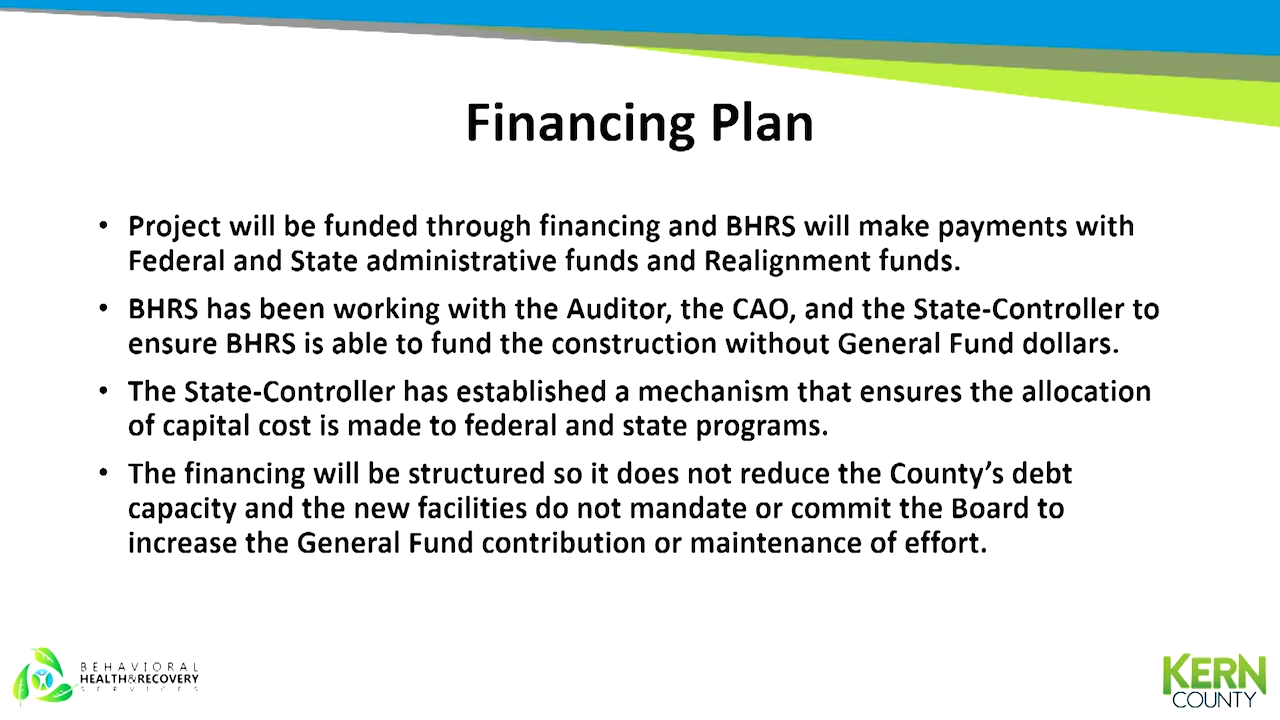 Financing Plan
• Project will be funded through financing and BHRS will make payments with
Federal and State administrative funds and Realignment funds.
• BHRS has been working with the Auditor, the CAO, and the State-Controller to
ensure BHRS is able to fund the construction without General Fund dollars.
• The State-Controller has established a mechanism that ensures the allocation
of capital cost is made to federal and state programs.
• The financing will be structured so it does not reduce the County’s debt
capacity and the new facilities do not mandate or commit the Board to
increase the General Fund contribution or maintenance of effort.
BEHAVIORAL
HEALTH&RECOVERY
SERVICES
KERN
COUNTY